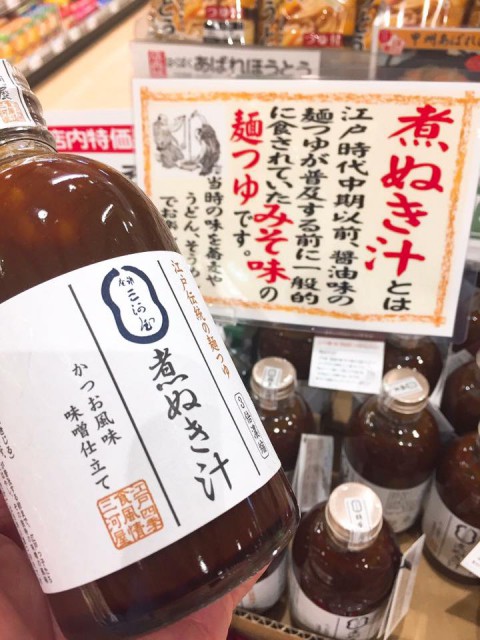 あばれほうとう
店内特価
煮ぬき汁とは
江戸時代中期以前、醤油味の
麺つゆが普及する前に一般的
に食されていたみそ味の
麺つゆです。
当時の味を蕎麦や
うどん、そうめ
でお楽
江戸伝統の麺つゆ
三河屋
煮ぬき汁
かつお風味
味噌仕立て
江戸四季
食風情
三河屋